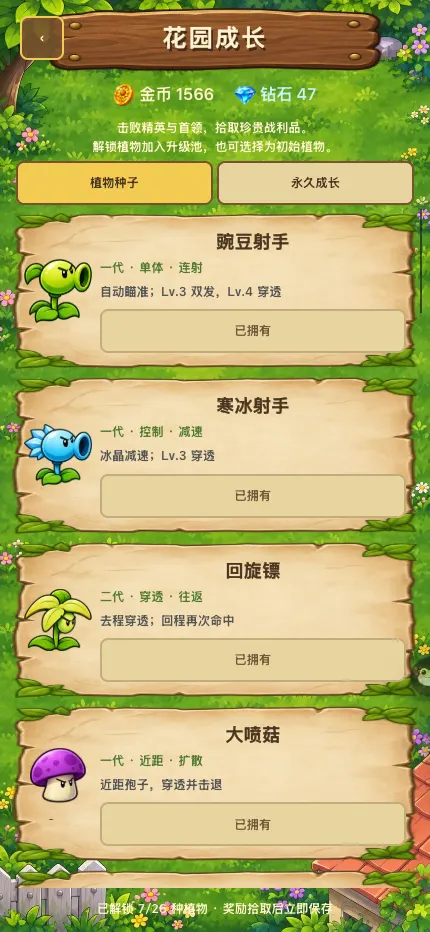 ‹
花园成长
金币 1566 钻石 47
击败精英与首领，拾取珍贵战利品。
解锁植物加入升级池，也可选择为初始植物。
植物种子 永久成长
豌豆射手
一代 · 单体 · 连射
自动瞄准；Lv.3 双发，Lv.4 穿透
已拥有
寒冰射手
一代 · 控制 · 减速
冰晶减速；Lv.3 穿透
已拥有
回旋镖
二代 · 穿透 · 往返
去程穿透；回程再次命中
已拥有
大喷菇
一代 · 近距 · 扩散
近距孢子，穿透并击退
已拥有
已解锁 7/26 种植物 · 奖励拾取后立即保存